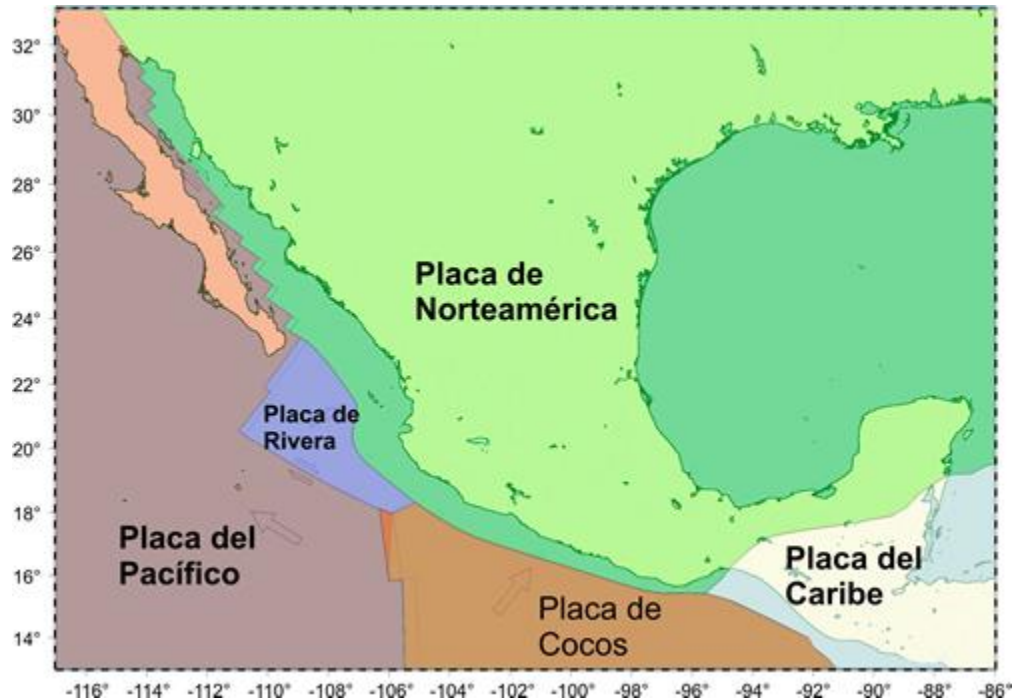 32°
30°
28°
26°
24°
22°
20°
18°
16°
14°
Placa de
Norteamérica
Placa de
Rivera
Placa del
Pacífico
Placa del
Caribe
Placa de
Cocos
-116° -114° -112° -110° -108° -106° -104° -102° -100° -98° -96° -94° -92° -90° -88° -86°